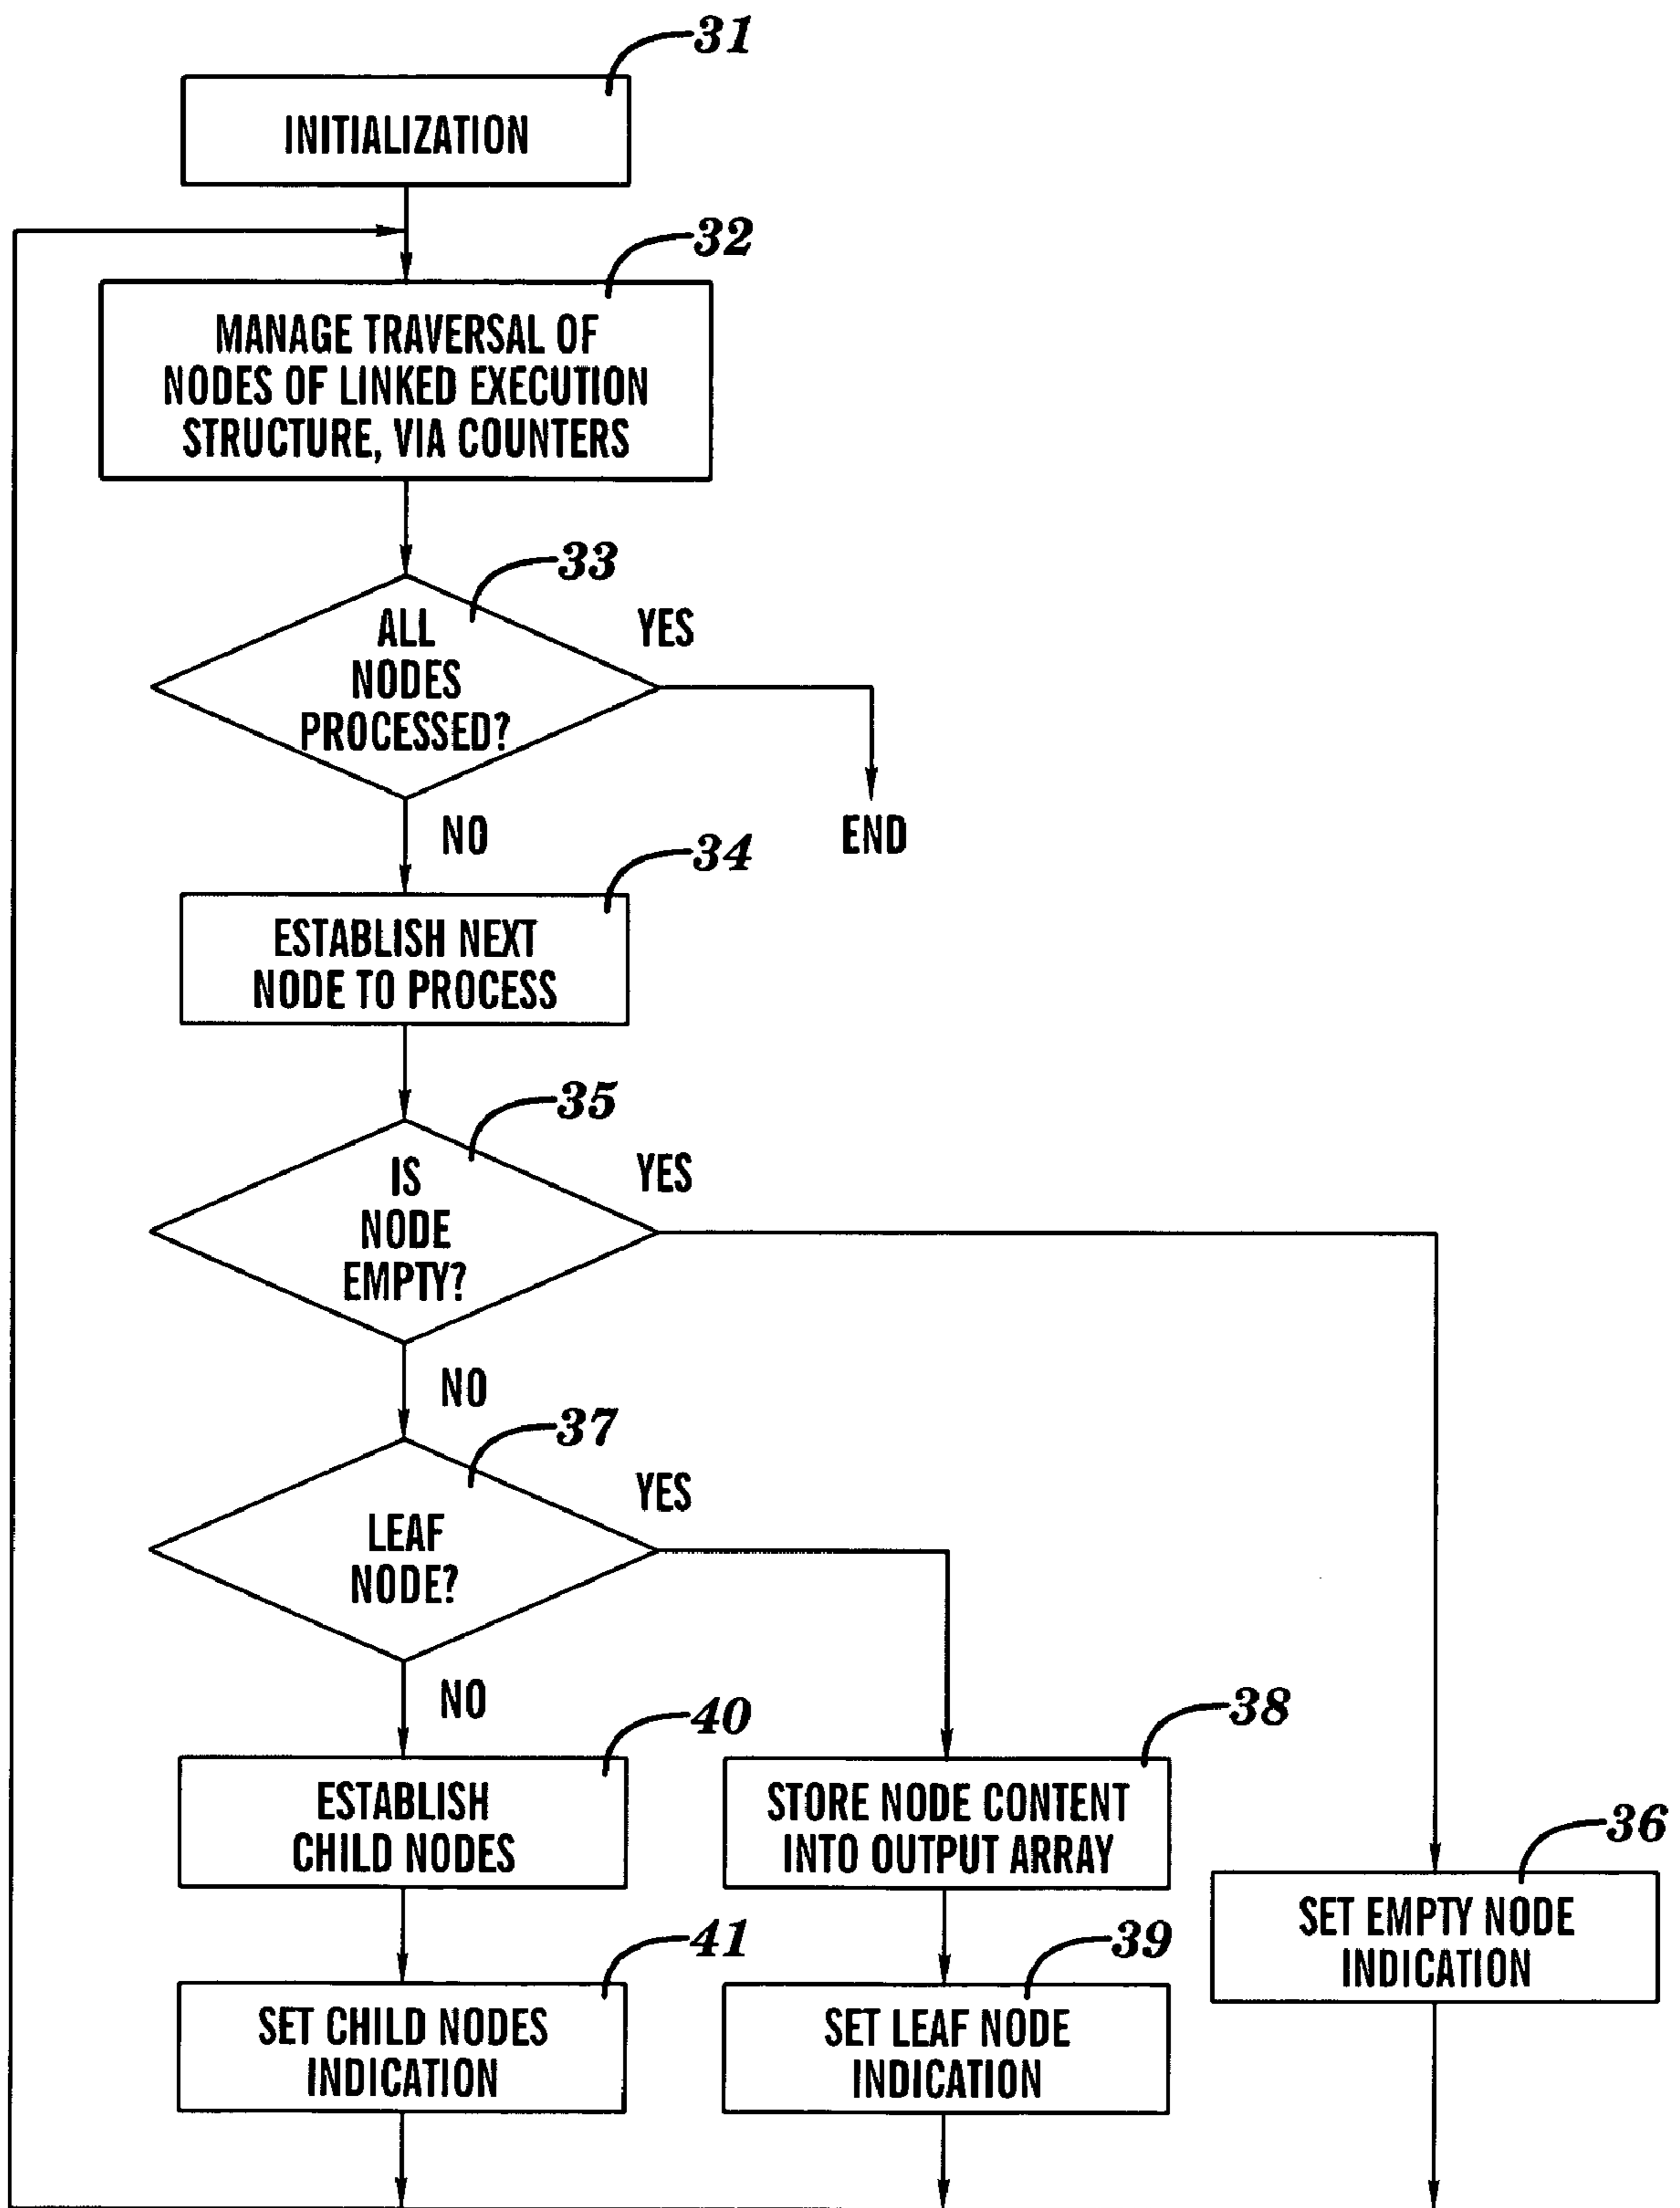 31
INITIALIZATION
32
MANAGE TRAVERSAL OF
NODES OF LINKED EXECUTION
STRUCTURE, VIA COUNTERS
33
ALL
NODES
PROCESSED?
YES
NO
END
34
ESTABLISH NEXT
NODE TO PROCESS
35
IS
NODE
EMPTY?
YES
NO
37
LEAF
NODE?
YES
NO
40
ESTABLISH
CHILD NODES
38
STORE NODE CONTENT
INTO OUTPUT ARRAY
36
SET EMPTY NODE
INDICATION
41
SET CHILD NODES
INDICATION
39
SET LEAF NODE
INDICATION